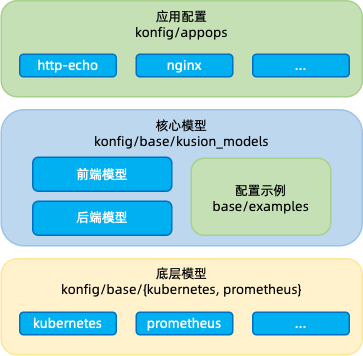 应用配置
konfig/appops
http-echo
nginx
...
核心模型
konfig/base/kusion_models
前端模型
后端模型
配置示例
base/examples
底层模型
konfig/base/{kubernetes, prometheus}
kubernetes
prometheus
...